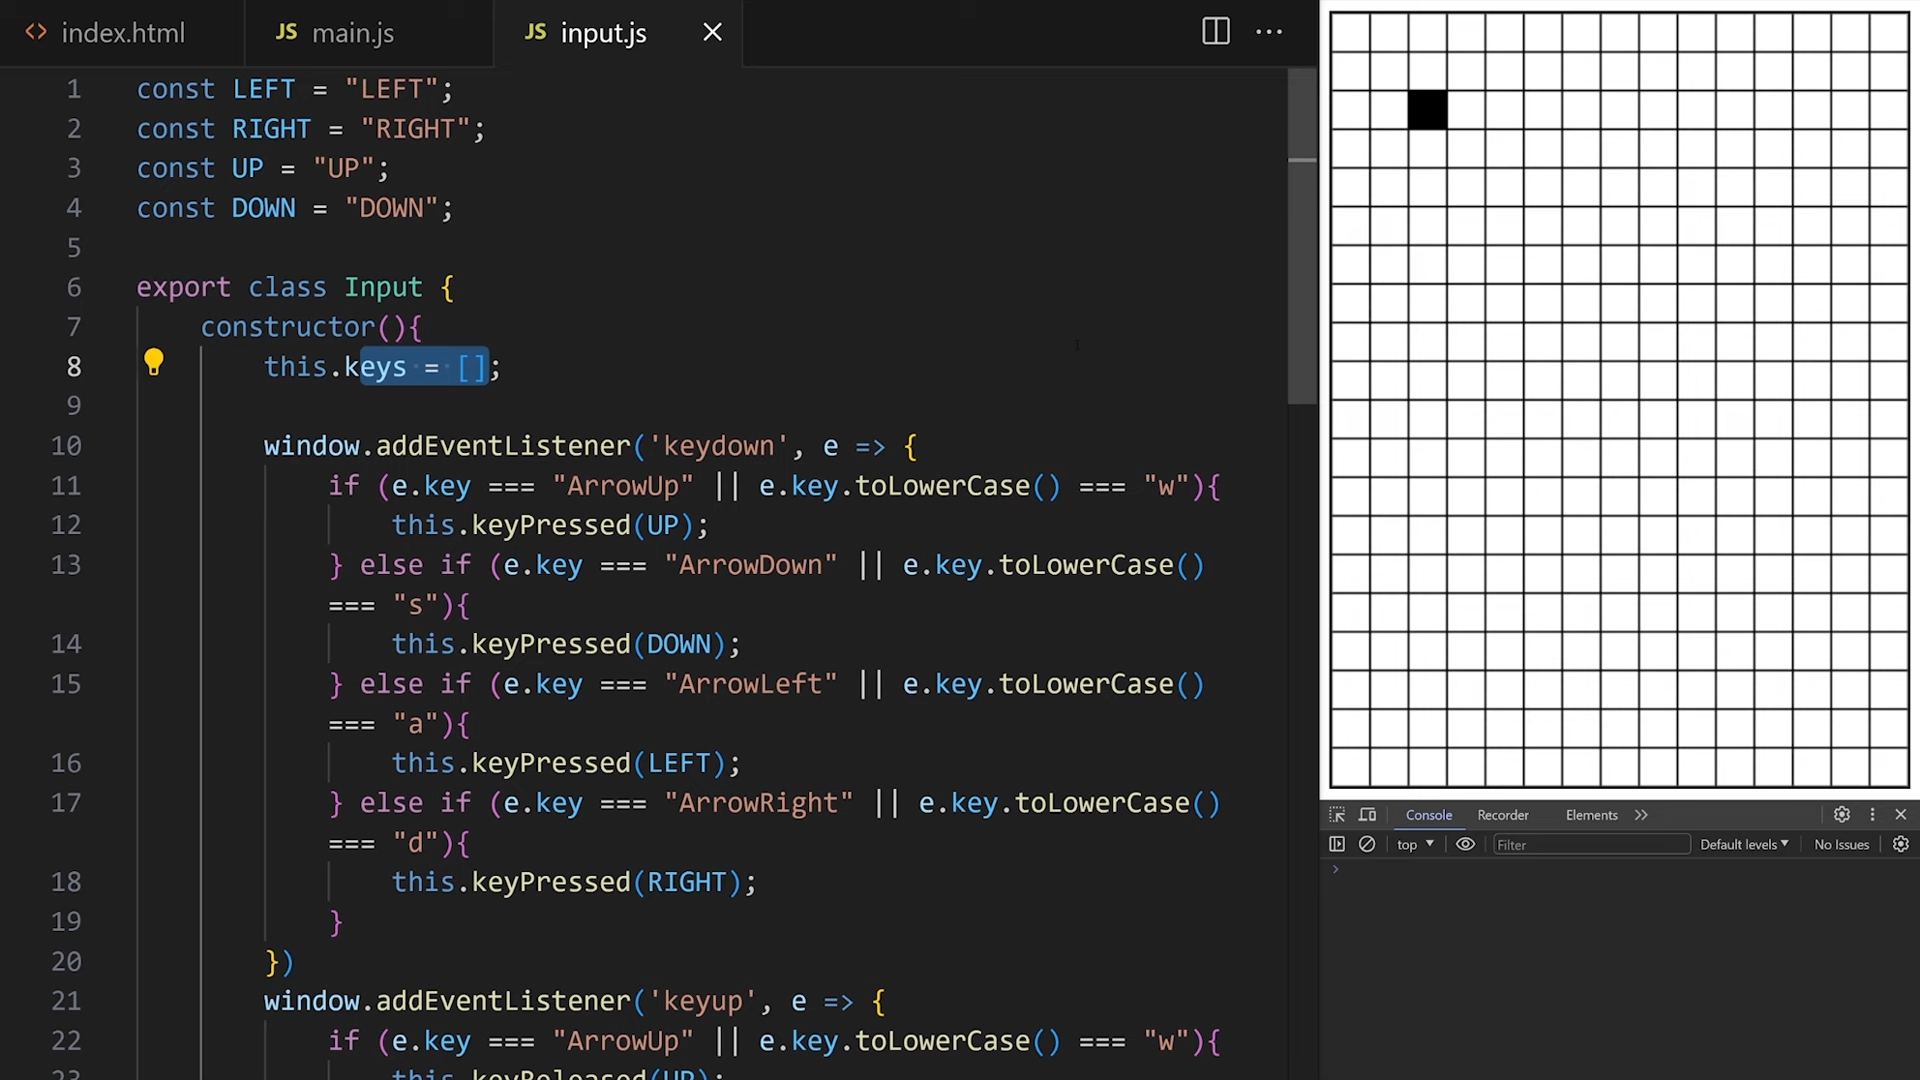 <> index.html JS main.js JS input.js
1 const LEFT = "LEFT";
2 const RIGHT = "RIGHT";
3 const UP = "UP";
4 const DOWN = "DOWN";
5
6 export class Input {
7 constructor(){
8 this.keys = [];
9
10 window.addEventListener('keydown', e => {
11 if (e.key === "ArrowUp" || e.key.toLowerCase() === "w"){
12 this.keyPressed(UP);
13 } else if (e.key === "ArrowDown" || e.key.toLowerCase()
=== "s"){
14 this.keyPressed(DOWN);
15 } else if (e.key === "ArrowLeft" || e.key.toLowerCase()
=== "a"){
16 this.keyPressed(LEFT);
17 } else if (e.key === "ArrowRight" || e.key.toLowerCase()
=== "d"){
18 this.keyPressed(RIGHT);
19 }
20 })
21 window.addEventListener('keyup', e => {
22 if (e.key === "ArrowUp" || e.key.toLowerCase() === "w"){
23 this.keyReleased(UP);
Console Recorder Elements
top Filter Default levels No Issues